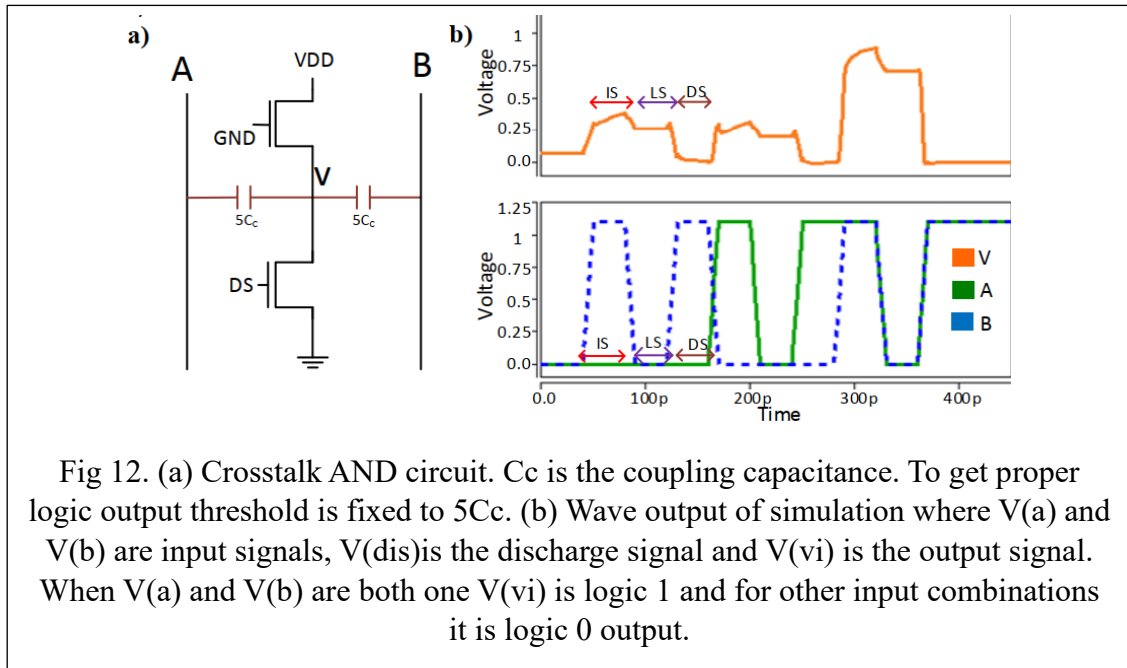 a)
A
VDD
B
GND
V
5Cc
5Cc
DS
b)
Voltage
1
0.75
0.5
0.25
0.0
IS
LS
DS
Voltage
1.25
1
0.75
0.5
0.25
0.0
IS
LS
DS
V
A
B
0.0
100p
200p
300p
400p
Time
Fig 12. (a) Crosstalk AND circuit. Cc is the coupling capacitance. To get proper
logic output threshold is fixed to 5Cc. (b) Wave output of simulation where V(a) and
V(b) are input signals, V(dis)is the discharge signal and V(vi) is the output signal.
When V(a) and V(b) are both one V(vi) is logic 1 and for other input combinations
it is logic 0 output.